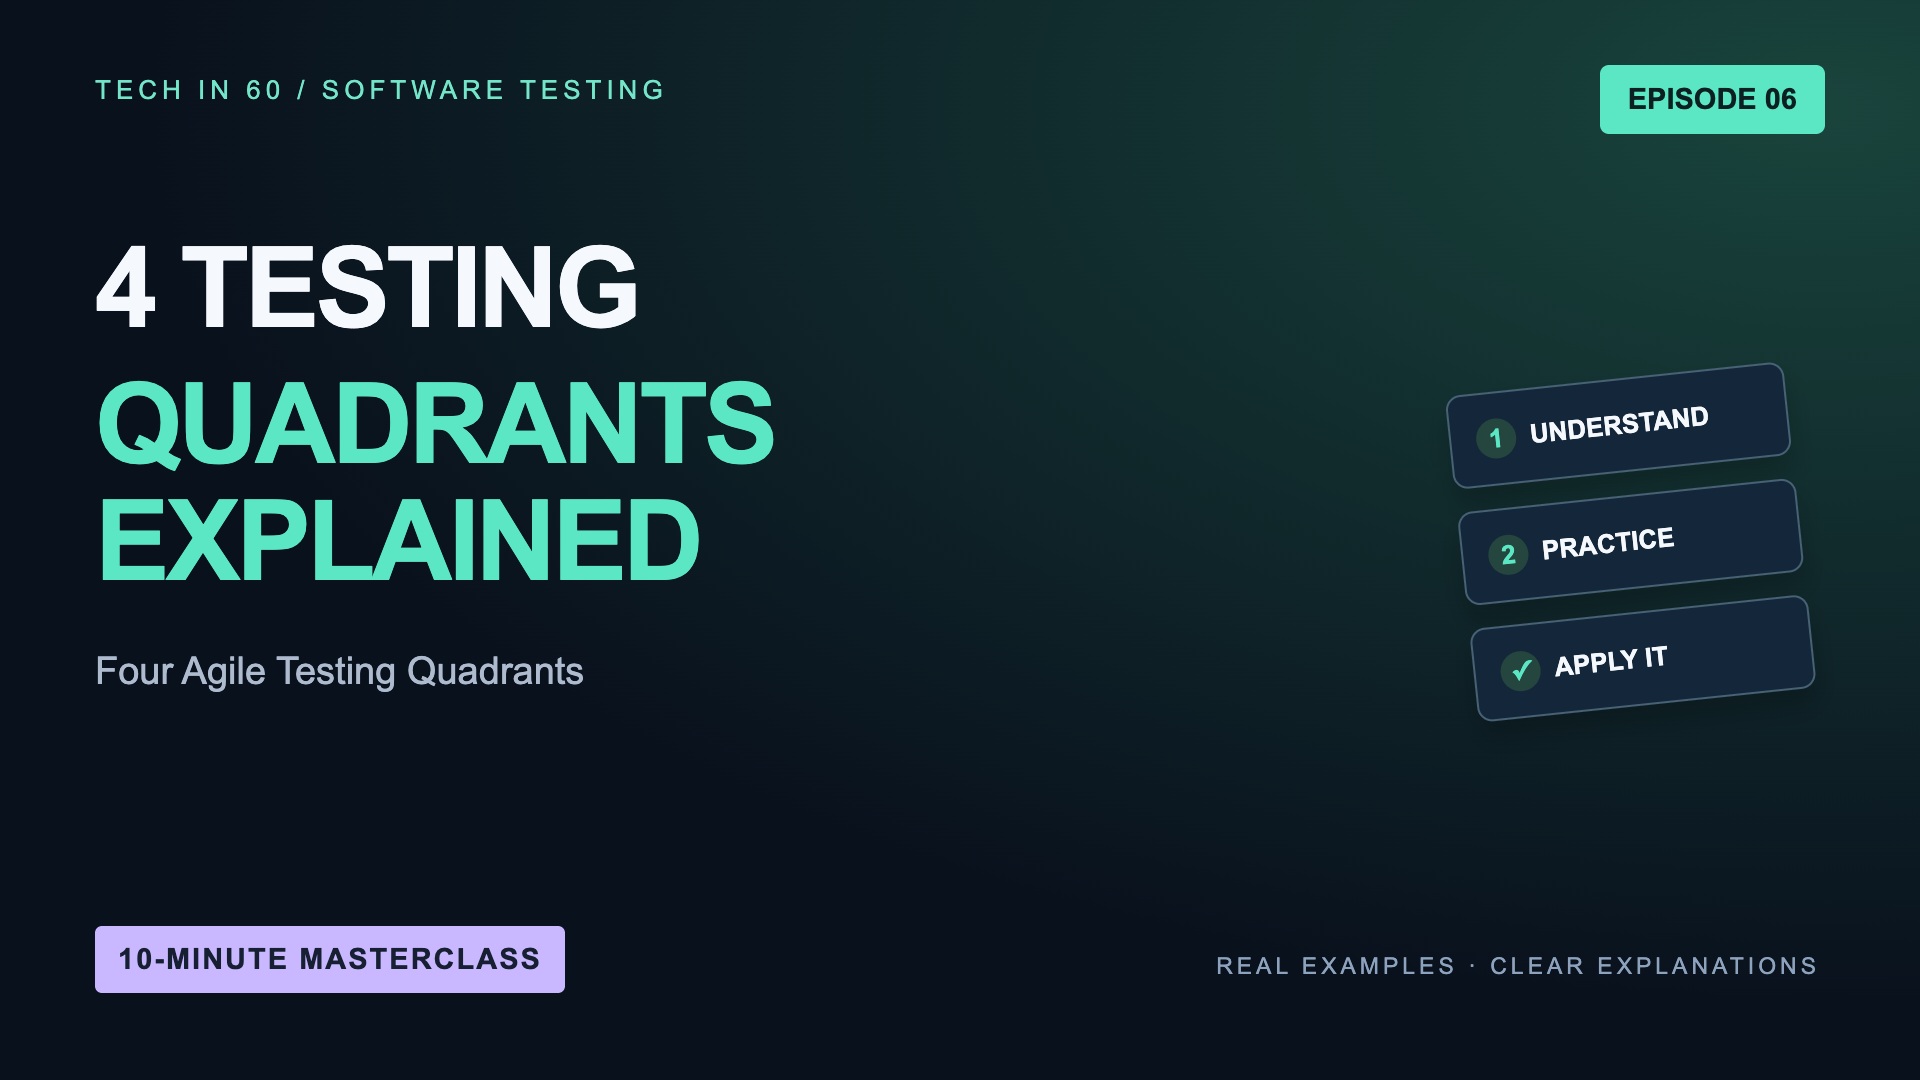 TECH IN 60 / SOFTWARE TESTING
EPISODE 06
4 TESTING
QUADRANTS
EXPLAINED
Four Agile Testing Quadrants
1 UNDERSTAND
2 PRACTICE
✓ APPLY IT
10-MINUTE MASTERCLASS
REAL EXAMPLES · CLEAR EXPLANATIONS